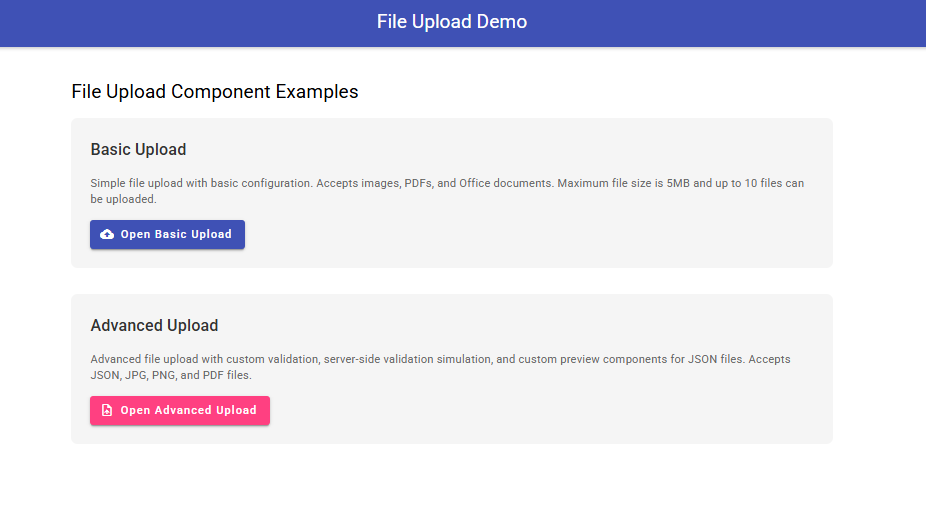 File Upload Demo
File Upload Component Examples
Basic Upload
Simple file upload with basic configuration. Accepts images, PDFs, and Office documents. Maximum file size is 5MB and up to 10 files can
be uploaded.
Open Basic Upload
Advanced Upload
Advanced file upload with custom validation, server-side validation simulation, and custom preview components for JSON files. Accepts
JSON, JPG, PNG, and PDF files.
Open Advanced Upload